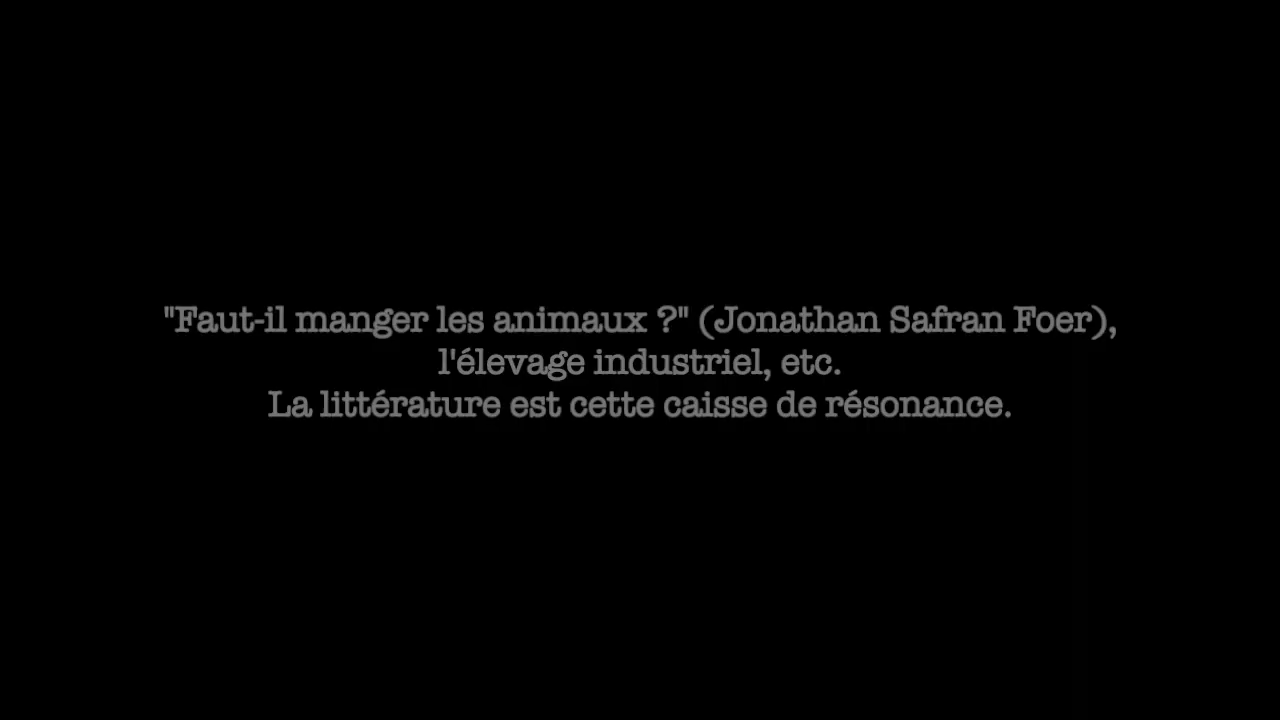 "Faut-il manger les animaux ?" (Jonathan Safran Foer),
l'élevage industriel, etc.
La littérature est cette caisse de résonance.